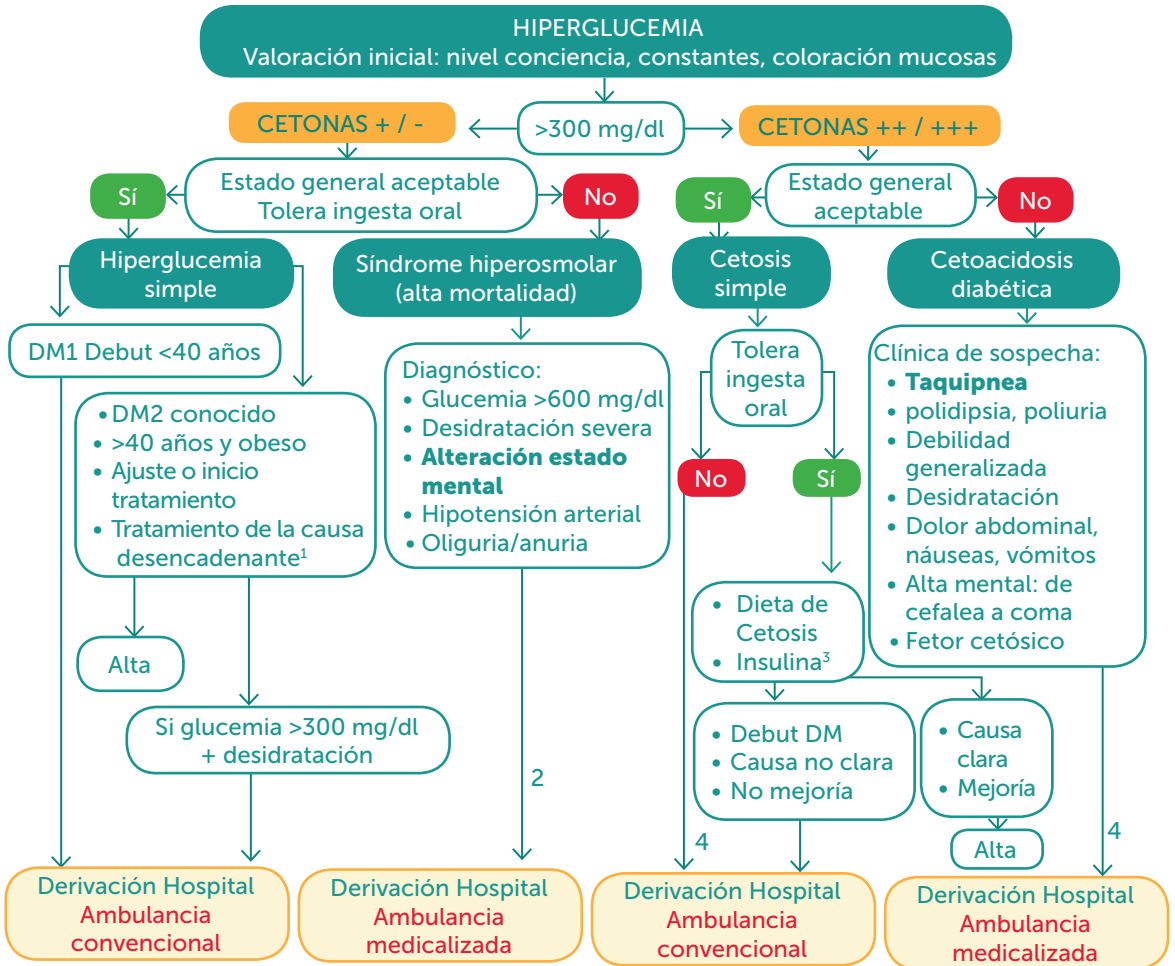 HIPERGLUCEMIA
Valoración inicial: nivel conciencia, constantes, coloración mucosas
CETONAS + / -
>300 mg/dl
CETONAS ++ / +++
Sí
Estado general aceptable
Tolera ingesta oral
No
Sí
Estado general
aceptable
No
Hiperglucemia
simple
Síndrome hiperosmolar
(alta mortalidad)
Cetosis
simple
Cetoacidosis
diabética
DM1 Debut <40 años
• DM2 conocido
• >40 años y obeso
• Ajuste o inicio
tratamiento
• Tratamiento de la causa
desencadenante¹
Diagnóstico:
• Glucemia >600 mg/dl
• Desidratación severa
• Alteración estado
mental
• Hipotensión arterial
• Oliguria/anuria
Tolera
ingesta
oral
No
Sí
Clínica de sospecha:
• Taquipnea
• polidipsia, poliuria
• Debilidad
generalizada
• Desidratación
• Dolor abdominal,
náuseas, vómitos
• Alta mental: de
cefalea a coma
• Fetor cetósico
Alta
• Dieta de
Cetosis
• Insulina³
Si glucemia >300 mg/dl
+ desidratación
• Debut DM
• Causa no clara
• No mejoría
• Causa
clara
• Mejoría
Alta
2
4
4
Derivación Hospital
Ambulancia
convencional
Derivación Hospital
Ambulancia
medicalizada
Derivación Hospital
Ambulancia
convencional
Derivación Hospital
Ambulancia
medicalizada